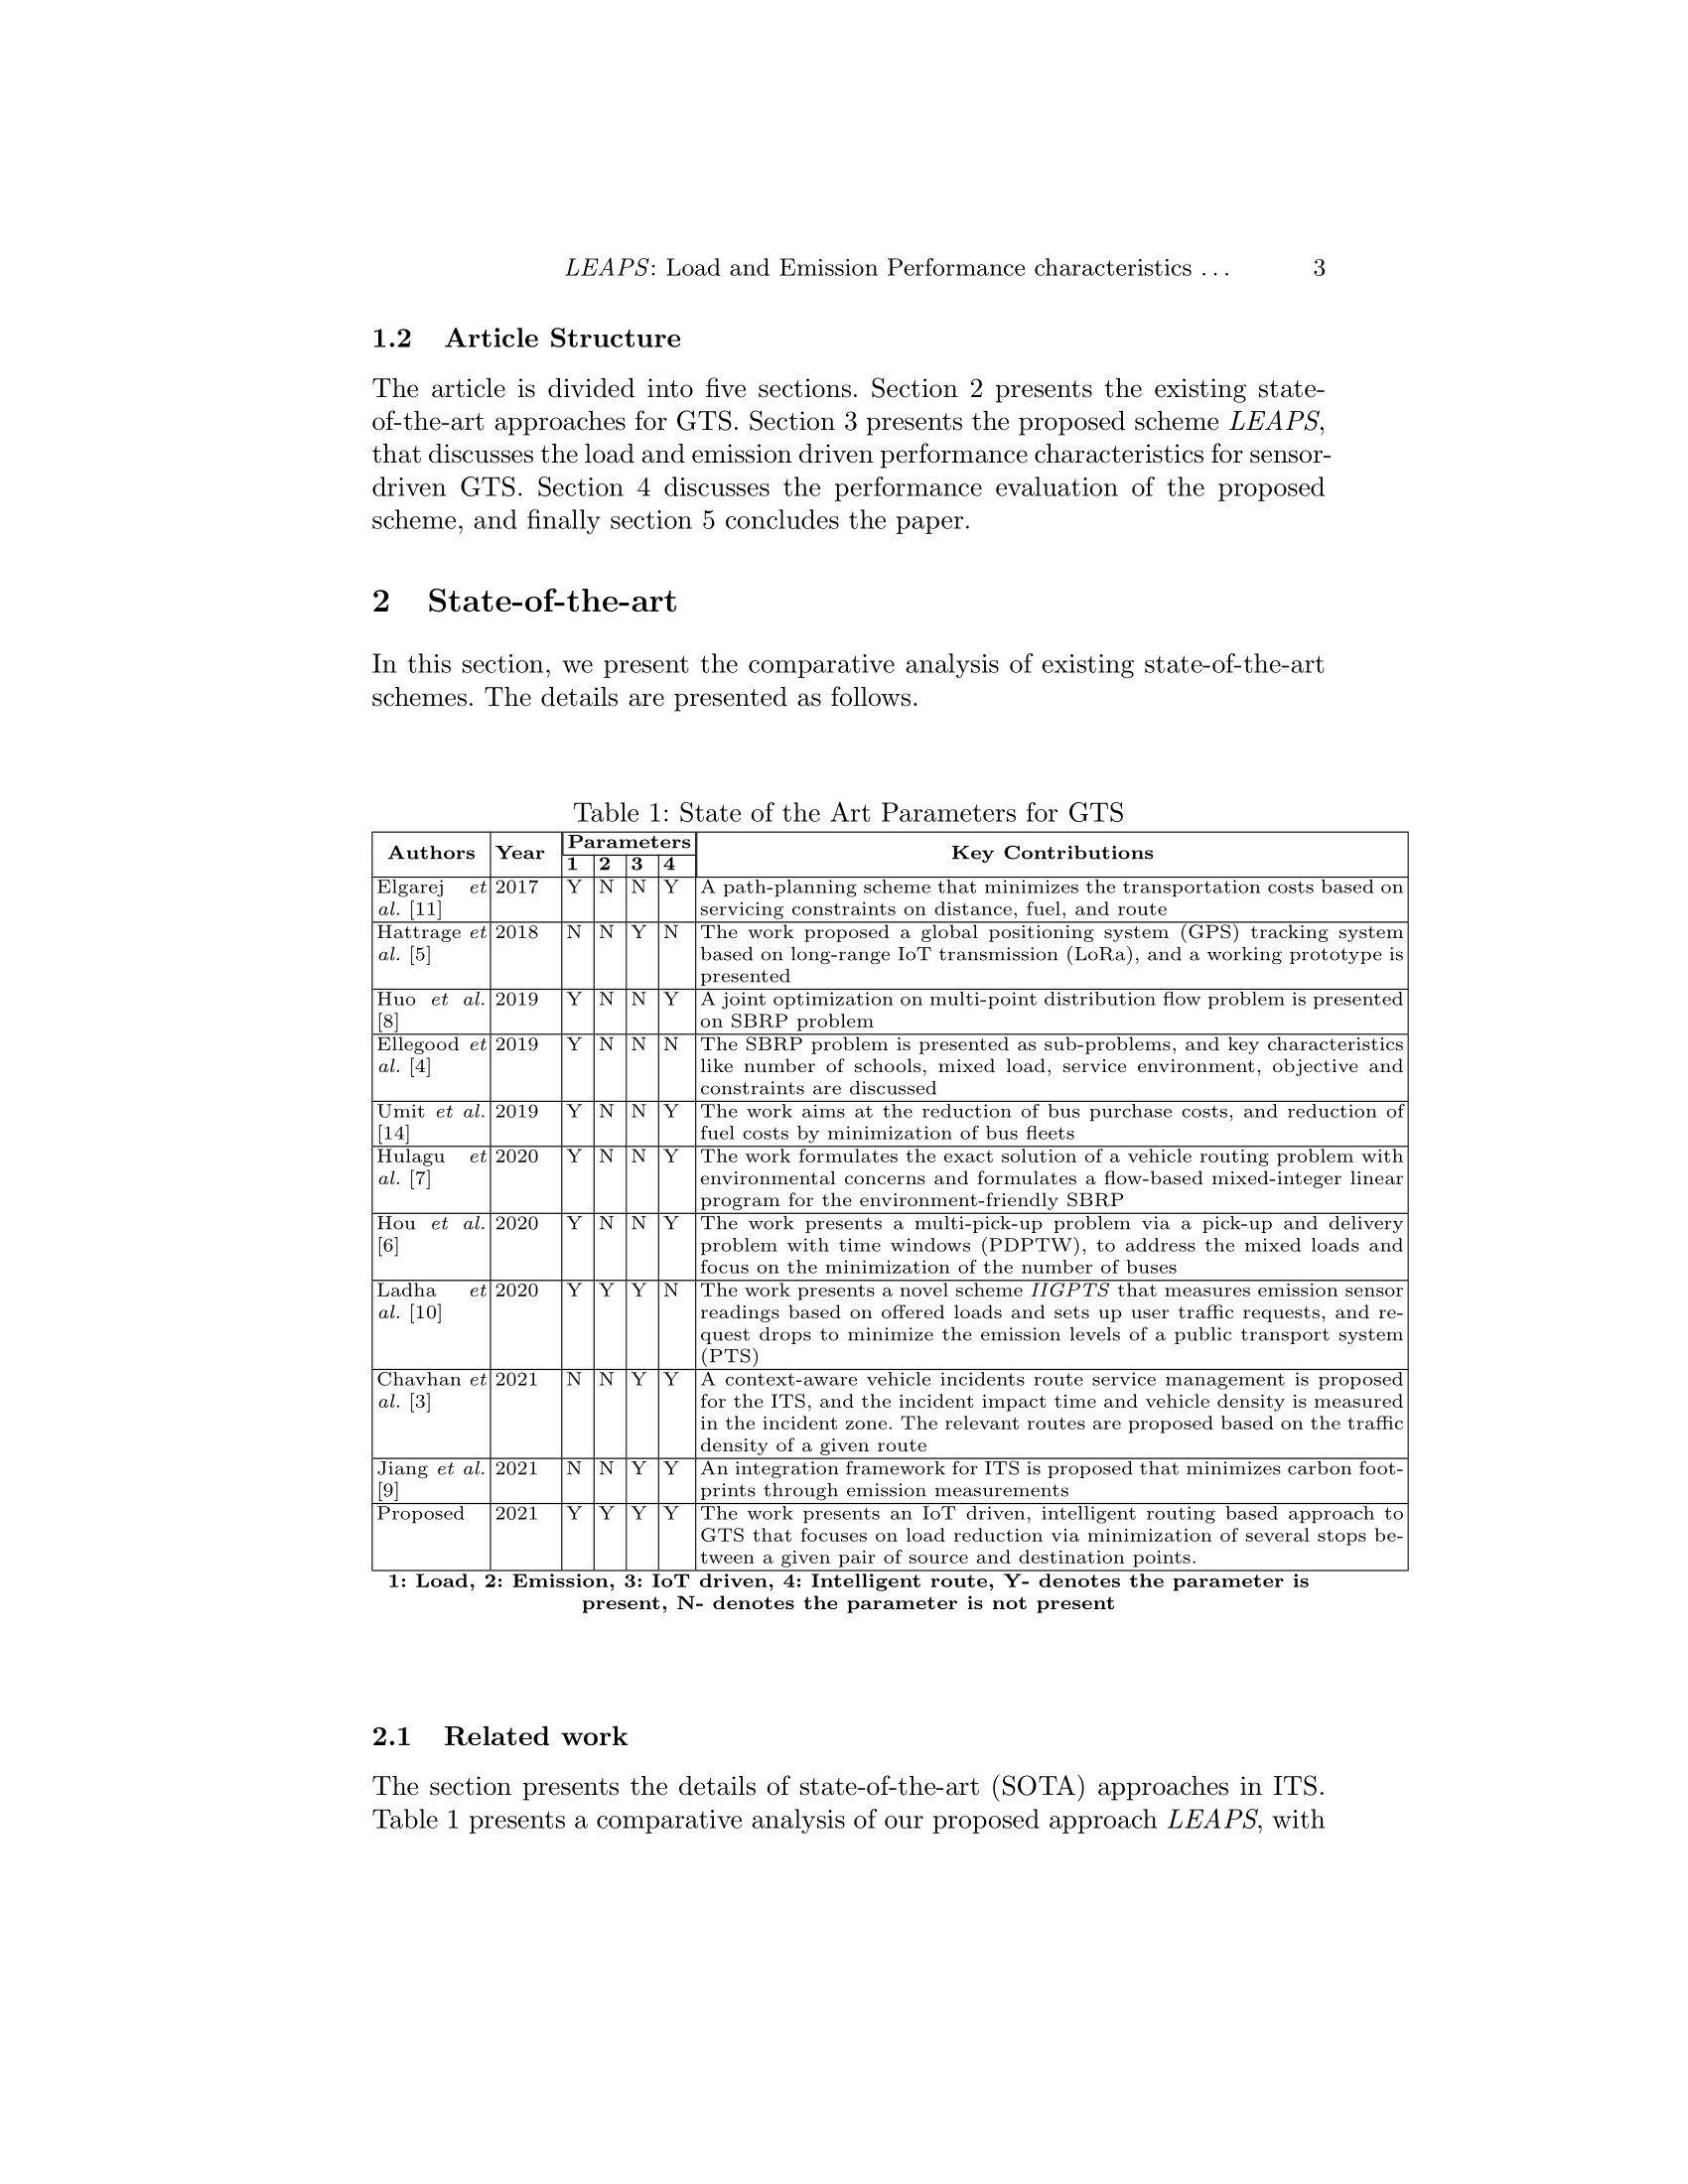 LEAPS: Load and Emission Performance characteristics ... 3
1.2 Article Structure
The article is divided into five sections. Section 2 presents the existing state-
of-the-art approaches for GTS. Section 3 presents the proposed scheme LEAPS,
that discusses the load and emission driven performance characteristics for sensor-
driven GTS. Section 4 discusses the performance evaluation of the proposed
scheme, and finally section 5 concludes the paper.
2 State-of-the-art
In this section, we present the comparative analysis of existing state-of-the-art
schemes. The details are presented as follows.
Table 1: State of the Art Parameters for GTS
Authors Year Parameters Key Contributions
1 2 3 4
Elgarej et 2017 Y N N Y A path-planning scheme that minimizes the transportation costs based on
al. [11] servicing constraints on distance, fuel, and route
Hattrage et 2018 N N Y N The work proposed a global positioning system (GPS) tracking system
al. [5] based on long-range IoT transmission (LoRa), and a working prototype is
presented
Huo et al. 2019 Y N N Y A joint optimization on multi-point distribution flow problem is presented
[8] on SBRP problem
Ellegood et 2019 Y N N N The SBRP problem is presented as sub-problems, and key characteristics
al. [4] like number of schools, mixed load, service environment, objective and
constraints are discussed
Umit et al. 2019 Y N N Y The work aims at the reduction of bus purchase costs, and reduction of
[14] fuel costs by minimization of bus fleets
Hulagu et 2020 Y N N Y The work formulates the exact solution of a vehicle routing problem with
al. [7] environmental concerns and formulates a flow-based mixed-integer linear
program for the environment-friendly SBRP
Hou et al. 2020 Y N N Y The work presents a multi-pick-up problem via a pick-up and delivery
[6] problem with time windows (PDPTW), to address the mixed loads and
focus on the minimization of the number of buses
Ladha et 2020 Y Y Y N The work presents a novel scheme IIGPTS that measures emission sensor
al. [10] readings based on offered loads and sets up user traffic requests, and re-
quest drops to minimize the emission levels of a public transport system
(PTS)
Chavhan et 2021 N N Y Y A context-aware vehicle incidents route service management is proposed
al. [3] for the ITS, and the incident impact time and vehicle density is measured
in the incident zone. The relevant routes are proposed based on the traffic
density of a given route
Jiang et al. 2021 N N Y Y An integration framework for ITS is proposed that minimizes carbon foot-
[9] prints through emission measurements
Proposed 2021 Y Y Y Y The work presents an IoT driven, intelligent routing based approach to
GTS that focuses on load reduction via minimization of several stops be-
tween a given pair of source and destination points.
1: Load, 2: Emission, 3: IoT driven, 4: Intelligent route, Y- denotes the parameter is
present, N- denotes the parameter is not present
2.1 Related work
The section presents the details of state-of-the-art (SOTA) approaches in ITS.
Table 1 presents a comparative analysis of our proposed approach LEAPS, with